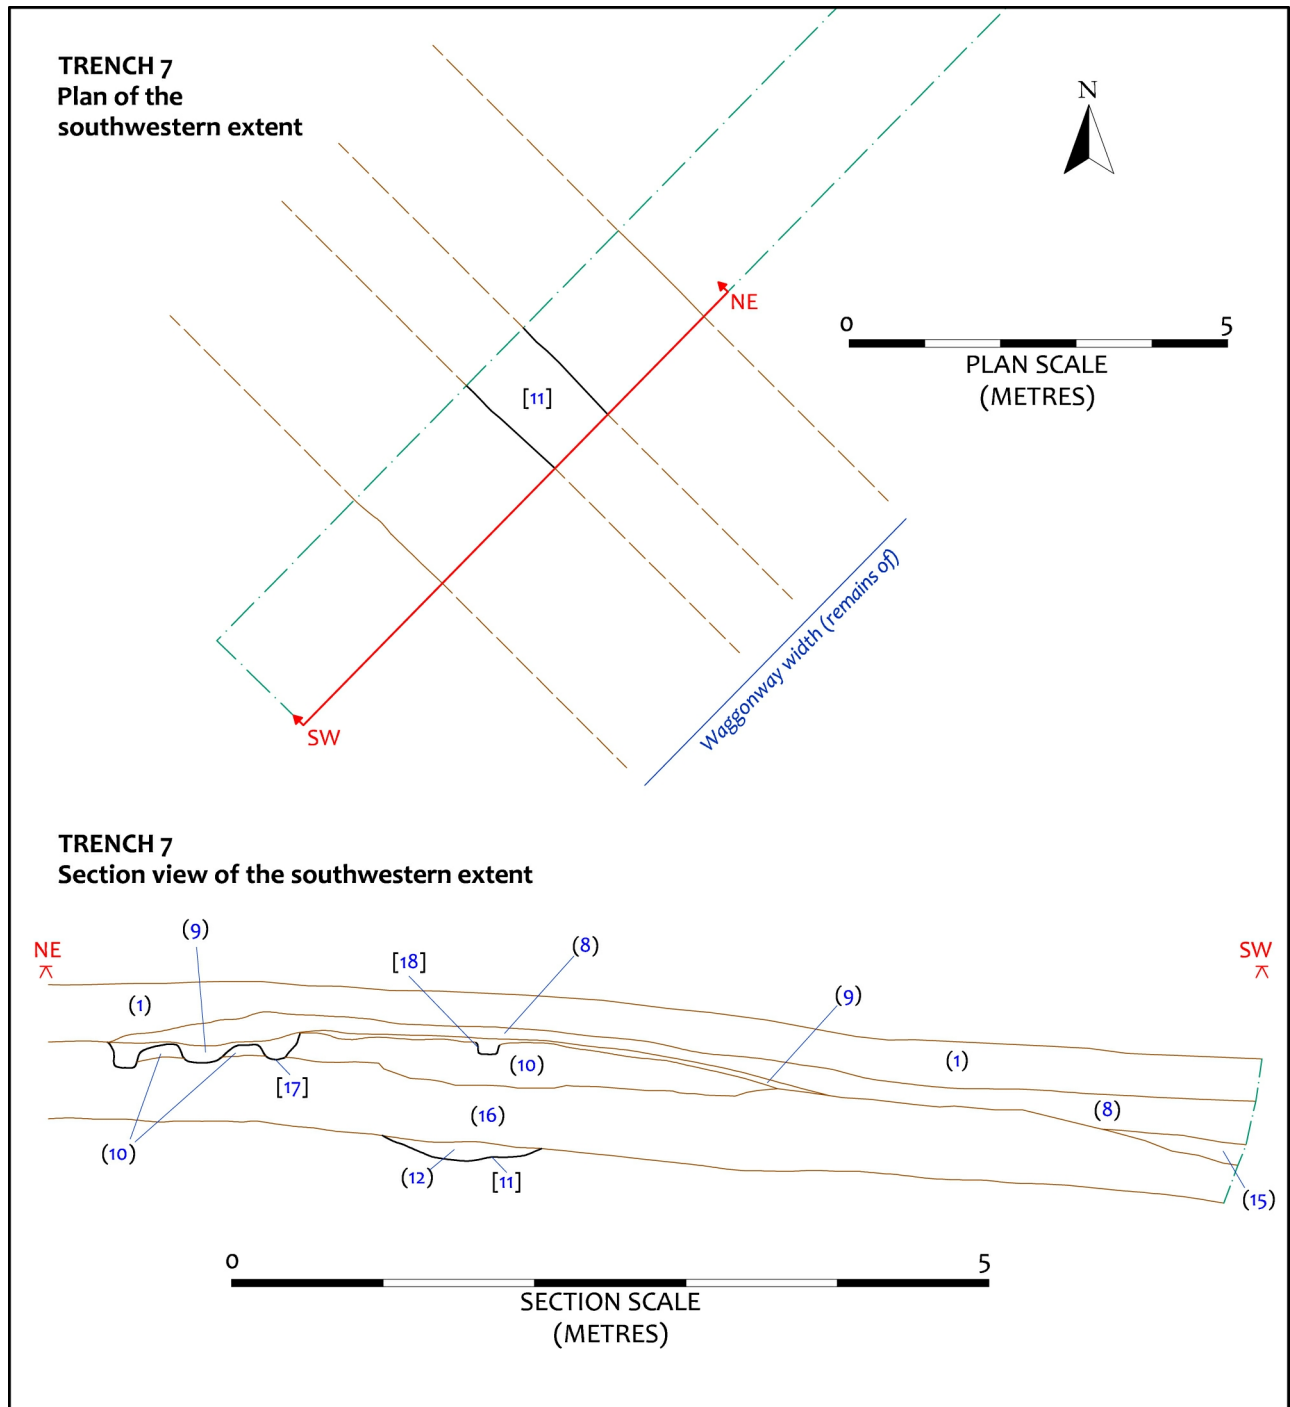 TRENCH 7
Plan of the
southwestern extent
N
NE
0 5
PLAN SCALE
(METRES)
[11]
Waggonway width (remains of)
SW
TRENCH 7
Section view of the southwestern extent
(9)
NE
[18]
(8)
SW
(9)
(1)
(10)
(1)
[17]
(16)
(8)
(10)
(12)
[11]
(15)
0 5
SECTION SCALE
(METRES)